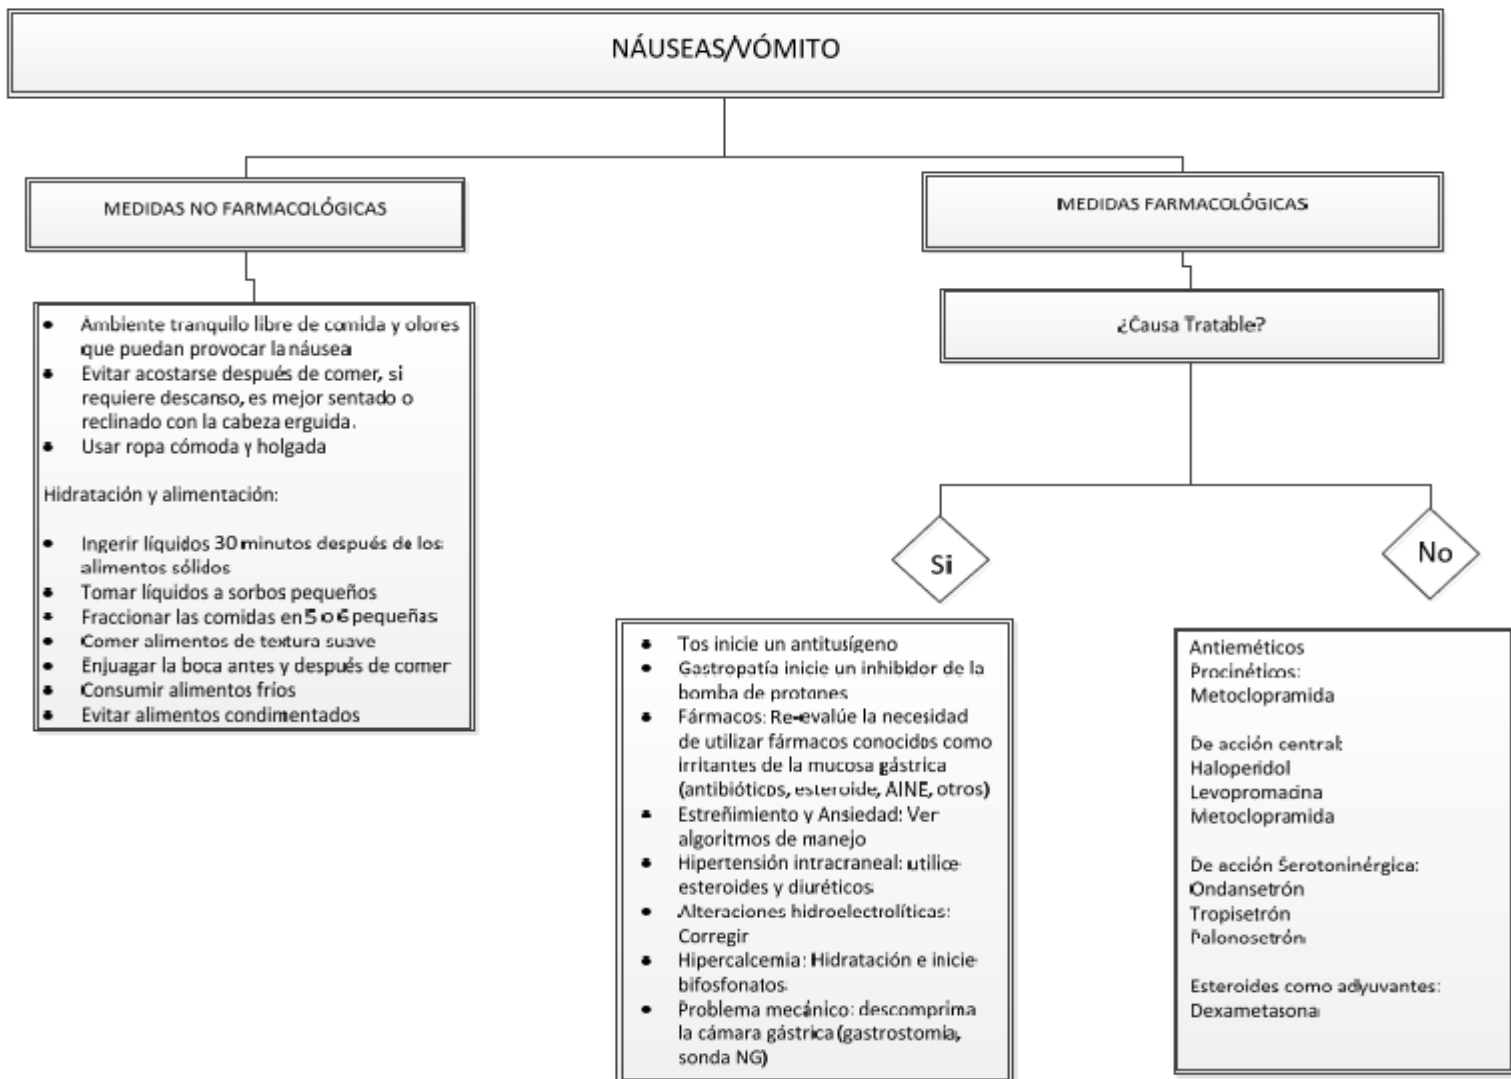 NÁUSEAS/VÓMITO
MEDIDAS NO FARMACOLÓGICAS
MEDIDAS FARMACOLÓGICAS
• Ambiente tranquilo libre de comida y olores
que puedan provocar la náusea
• Evitar acostarse después de comer, si
requiere descanso, es mejor sentado o
reclinado con la cabeza erguida.
• Usar ropa cómoda y holgada
Hidratación y alimentación:
• Ingerir líquidos 30 minutos después de los
alimentos sólidos
• Tomar líquidos a sorbos pequeños
• Fraccionar las comidas en 5 o 6 pequeñas
• Comer alimentos de textura suave
• Enjuagar la boca antes y después de comer
• Consumir alimentos fríos
• Evitar alimentos condimentados
¿Causa Tratable?
Si
No
• Tos inicie un antitusígeno
• Gastropatía inicie un inhibidor de la
bomba de protones
• Fármacos: Re-evalúe la necesidad
de utilizar fármacos conocidos como
irritantes de la mucosa gástrica
(antibióticos, esteroide, AINE, otros)
• Estreñimiento y Ansiedad: Ver
algoritmos de manejo
• Hipertensión intracraneal: utilice
esteroides y diuréticos
• Alteraciones hidroelectrolíticas:
Corregir
• Hipercalcemia: Hidratación e inicie
bifosfonatos
• Problema mecánico: descomprima
la cámara gástrica (gastrostomía,
sonda NG)
Antieméticos
Procinéticos:
Metoclopramida
De acción central:
Haloperidol
Levopromacina
Metoclopramida
De acción Serotoninérgica:
Ondansetrón
Tropisetrón
Palonosetrón
Esteroides como adyuvantes:
Dexametasona